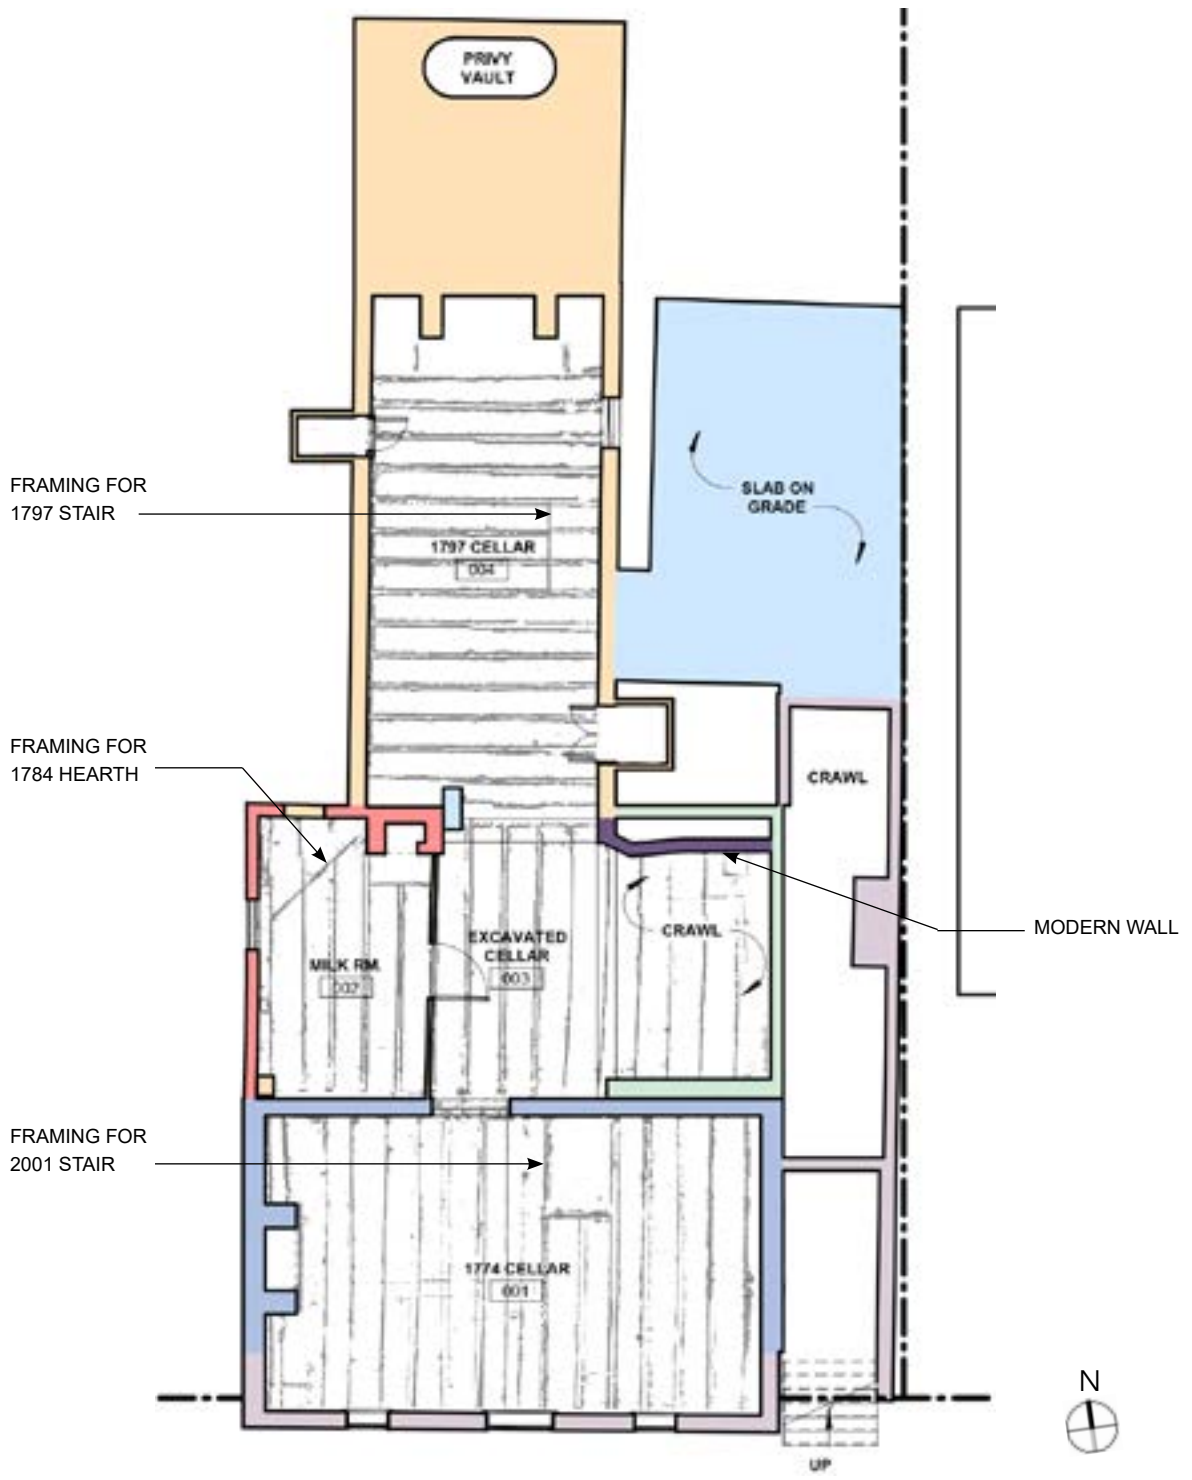 PRIVY
VAULT
FRAMING FOR
1797 STAIR
SLAB ON
GRADE
1797 CELLAR
004
FRAMING FOR
1784 HEARTH
CRAWL
MODERN WALL
CRAWL
EXCAVATED
CELLAR
003
MILK RM.
002
FRAMING FOR
2001 STAIR
1774 CELLAR
001
N
UP